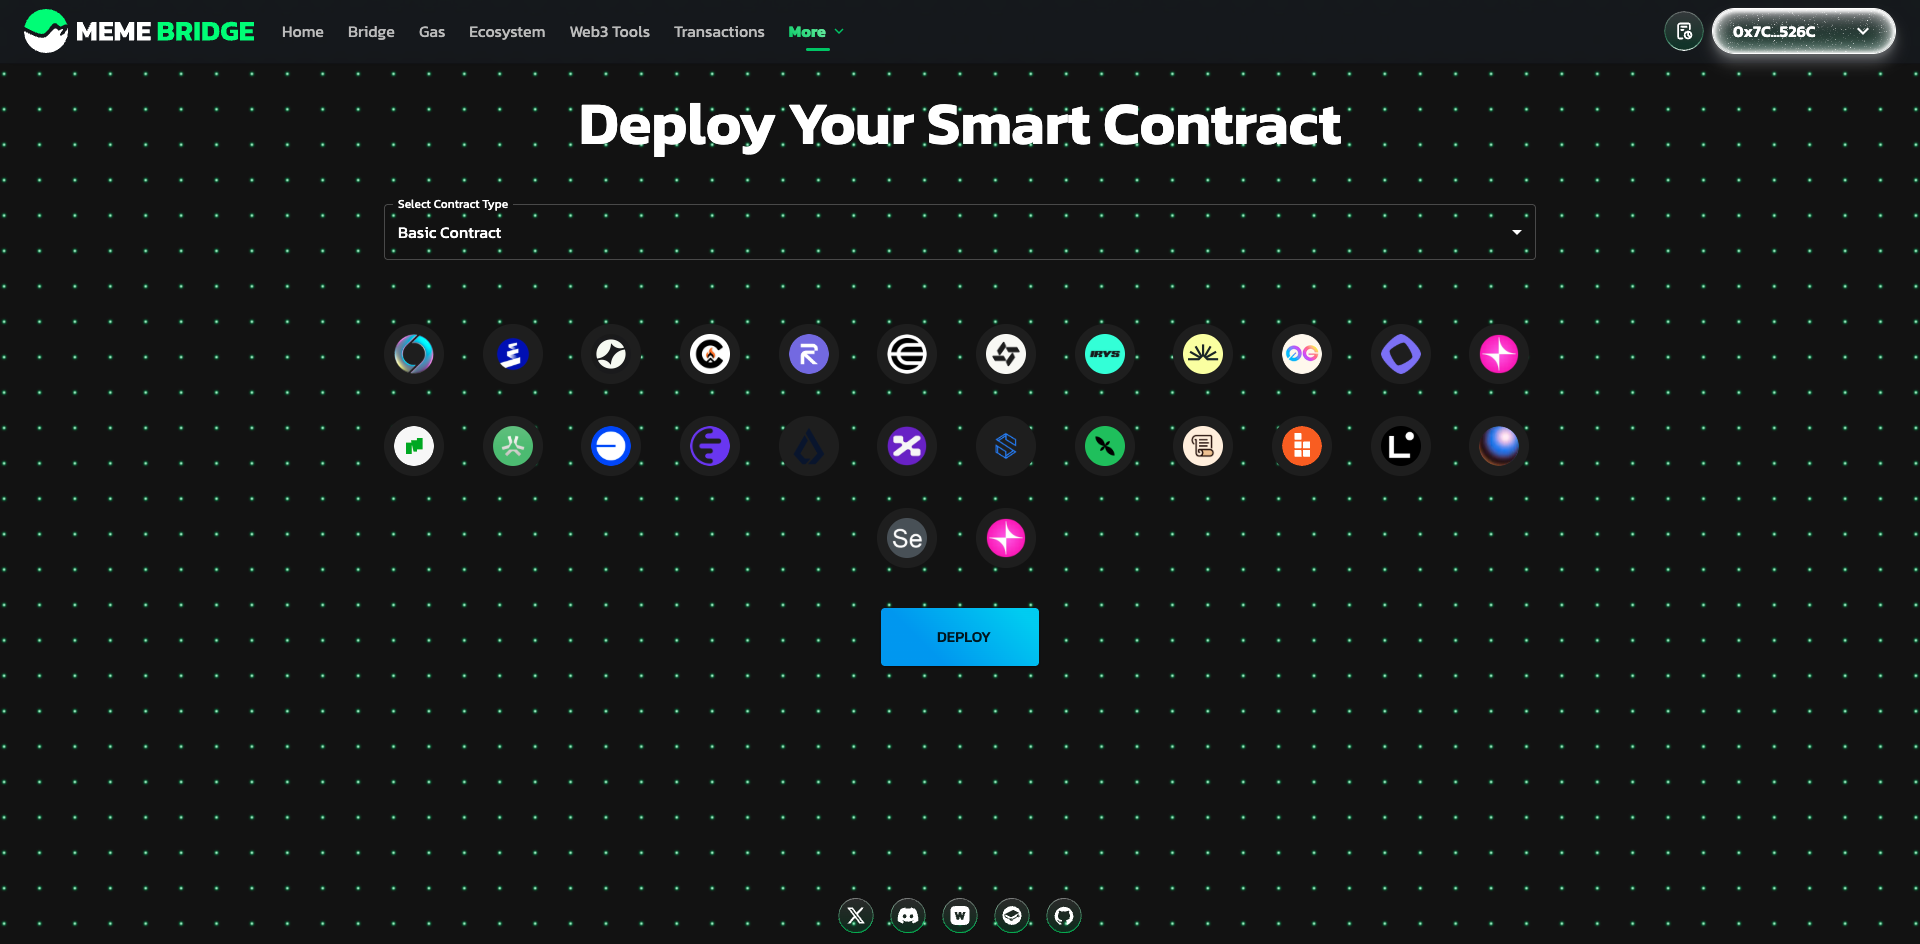 MEME BRIDGE
Home
Bridge
Gas
Ecosystem
Web3 Tools
Transactions
More
0x7C...526C
Deploy Your Smart Contract
Select Contract Type
Basic Contract
IRYS
Se
DEPLOY